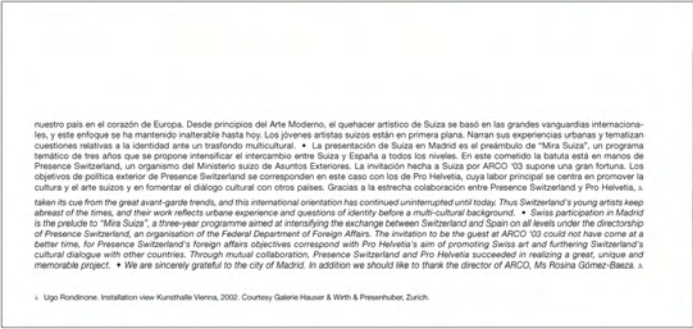 nuestro país en el corazón de Europa. Desde principios del Arte Moderno, el quehacer artístico de Suiza se basó en las grandes vanguardias internaciona-
les, y este enfoque se ha mantenido inalterable hasta hoy. Los jóvenes artistas suizos están en primera plana. Narran sus experiencias urbanas y tematizan
cuestiones relativas a la identidad ante un trasfondo multicultural. • La presentación de Suiza en Madrid es el preámbulo de “Mira Suiza”, un programa
temático de tres años que se propone intensificar el intercambio entre Suiza y España a todos los niveles. En este cometido la batuta está en manos de
Presence Switzerland, un organismo del Ministerio suizo de Asuntos Exteriores. La invitación hecha a Suiza por ARCO '03 supone una gran fortuna. Los
objetivos de política exterior de Presence Switzerland se corresponden en este caso con los de Pro Helvetia, cuya labor principal se centra en promover la
cultura y el arte suizos y en fomentar el diálogo cultural con otros países. Gracias a la estrecha colaboración entre Presence Switzerland y Pro Helvetia,
taken its cue from the great avant-garde trends, and this international orientation has continued uninterrupted until today. Thus Switzerland's young artists keep
abreast of the times, and their work reflects urbane experience and questions of identity before a multi-cultural background. • Swiss participation in Madrid
is the prelude to “Mira Suiza”, a three-year programme aimed at intensifying the exchange between Switzerland and Spain on all levels under the directorship
of Presence Switzerland, an organisation of the Federal Department of Foreign Affairs. The invitation to be the guest at ARCO '03 could not have come at a
better time, for Presence Switzerland's foreign affairs objectives correspond with Pro Helvetia's aim of promoting Swiss art and furthering Switzerland's
cultural dialogue with other countries. Through mutual collaboration, Presence Switzerland and Pro Helvetia succeeded in realizing a great, unique and
memorable project. • We are sincerely grateful to the city of Madrid. In addition we should like to thank the director of ARCO, Ms Rosina Gómez-Baeza.
Ugo Rondinone. Installation view Kunsthalle Vienna, 2002. Courtesy Galerie Hauser & Wirth & Presenhuber, Zurich.